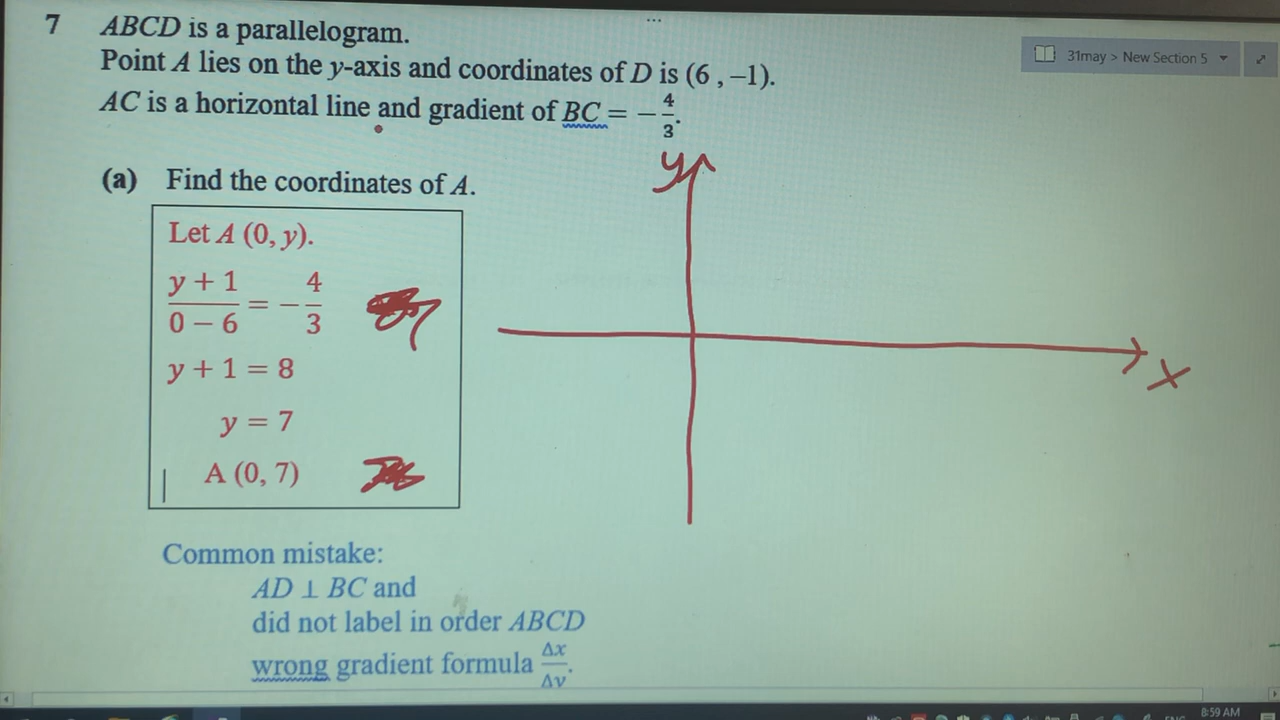 7 ABCD is a parallelogram.
Point A lies on the y-axis and coordinates of D is (6 , –1).
AC is a horizontal line and gradient of BC = – 4/3.
31may > New Section 5
(a) Find the coordinates of A.
y
x
Let A (0, y).
y + 1 / 0 – 6 = – 4/3
y + 1 = 8
y = 7
A (0, 7)
Common mistake:
AD ⊥ BC and
did not label in order ABCD
wrong gradient formula Δx/Δy.
8:59 AM